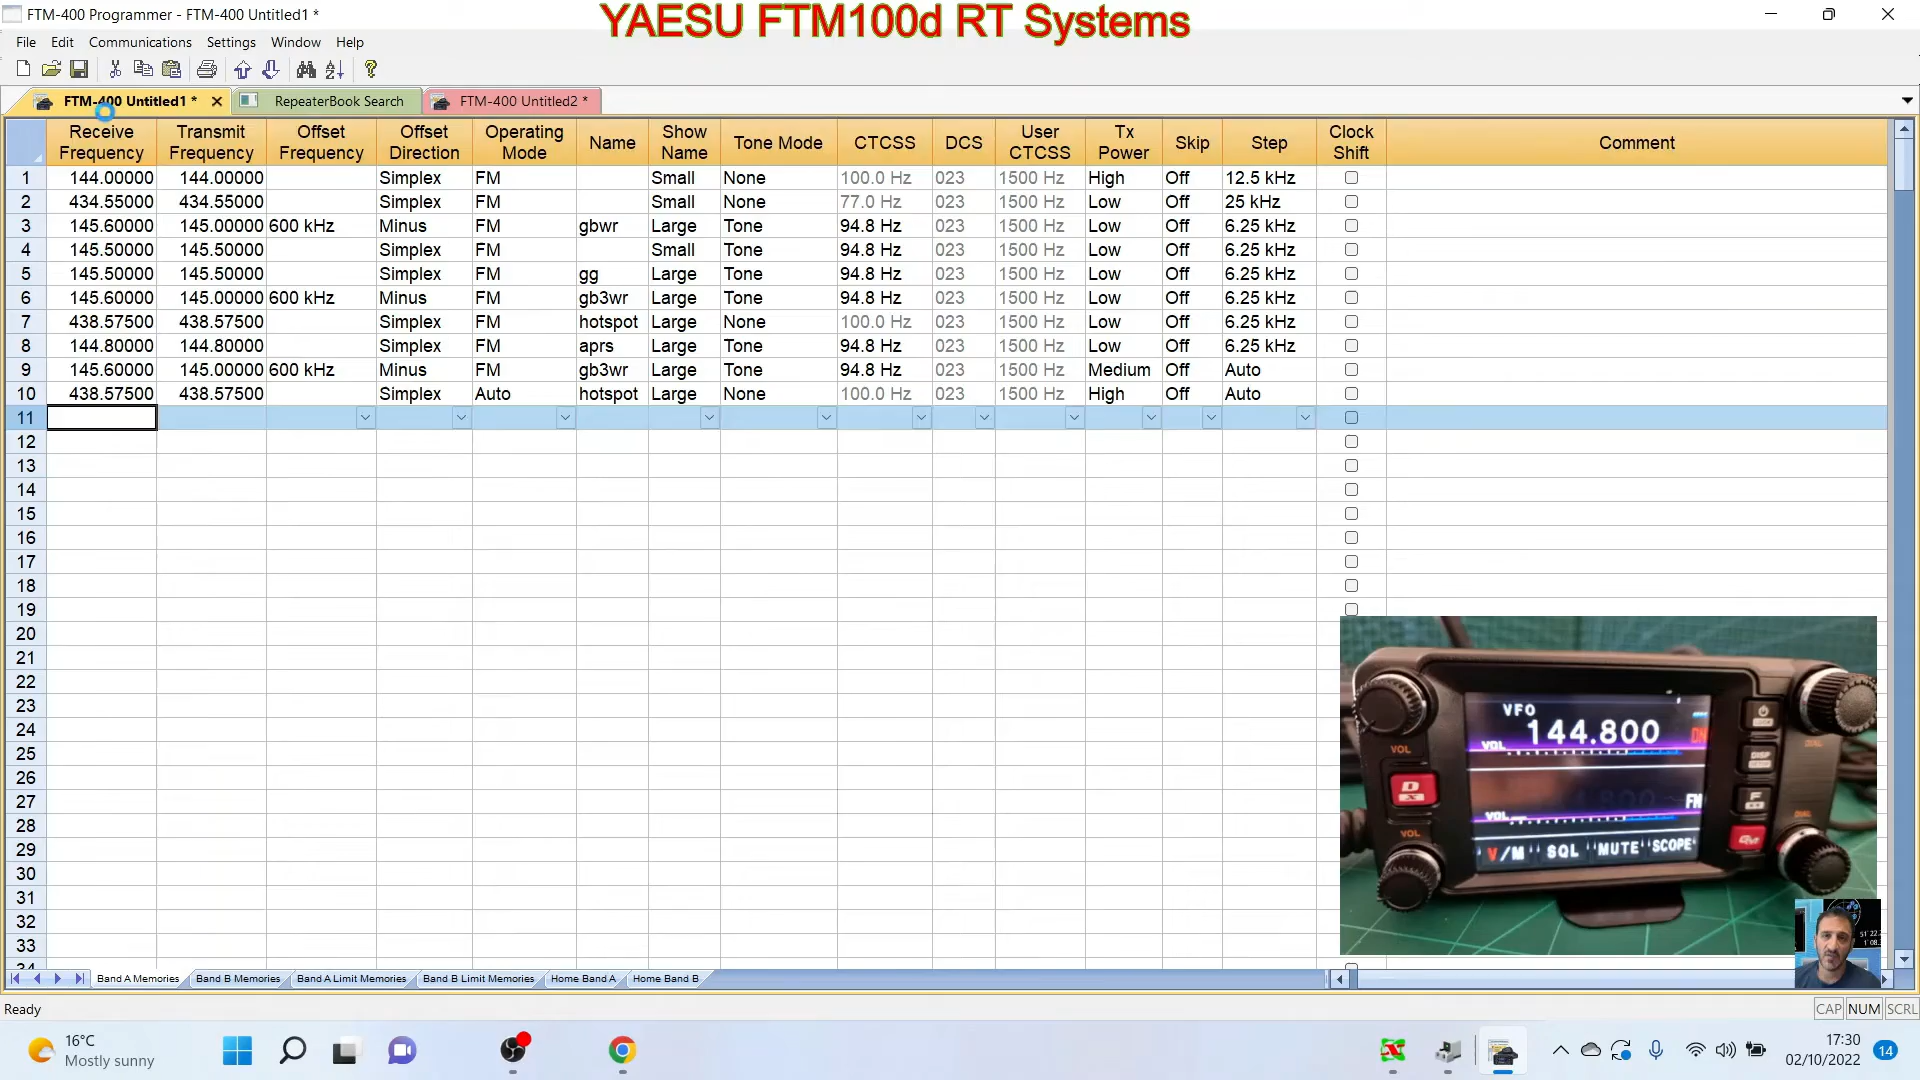 FTM-400 Programmer - FTM-400 Untitled1 *
YAESU FTM100d RT Systems
File Edit Communications Settings Window Help
FTM-400 Untitled1 * RepeaterBook Search FTM-400 Untitled2 *
Receive Frequency Transmit Frequency Offset Frequency Offset Direction Operating Mode Name Show Name Tone Mode CTCSS DCS User CTCSS Tx Power Skip Step Clock Shift Comment
1 144.00000 144.00000 Simplex FM Small None 100.0 Hz 023 1500 Hz High Off 12.5 kHz
2 434.55000 434.55000 Simplex FM Small None 77.0 Hz 023 1500 Hz Low Off 25 kHz
3 145.60000 145.00000 600 kHz Minus FM gbwr Large Tone 94.8 Hz 023 1500 Hz Low Off 6.25 kHz
4 145.50000 145.50000 Simplex FM Small Tone 94.8 Hz 023 1500 Hz Low Off 6.25 kHz
5 145.50000 145.50000 Simplex FM gg Large Tone 94.8 Hz 023 1500 Hz Low Off 6.25 kHz
6 145.60000 145.00000 600 kHz Minus FM gb3wr Large Tone 94.8 Hz 023 1500 Hz Low Off 6.25 kHz
7 438.57500 438.57500 Simplex FM hotspot Large None 100.0 Hz 023 1500 Hz Low Off 6.25 kHz
8 144.80000 144.80000 Simplex FM aprs Large Tone 94.8 Hz 023 1500 Hz Low Off 6.25 kHz
9 145.60000 145.00000 600 kHz Minus FM gb3wr Large Tone 94.8 Hz 023 1500 Hz Medium Off Auto
10 438.57500 438.57500 Simplex Auto hotspot Large None 100.0 Hz 023 1500 Hz High Off Auto
11
12
13
14
15
16
17
18
19
20
21
22
23
24
25
26
27
28
29
30
31
32
33
VFO
144.800
VOL
VOL
VOL
FM
VOL
DISP
F
DIAL
DIAL
D
X
V/M SQL MUTE SCOPE
Band A Memories Band B Memories Band A Limit Memories Band B Limit Memories Home Band A Home Band B
Ready CAP NUM SCRL
16°C
Mostly sunny
17:30
02/10/2022
14